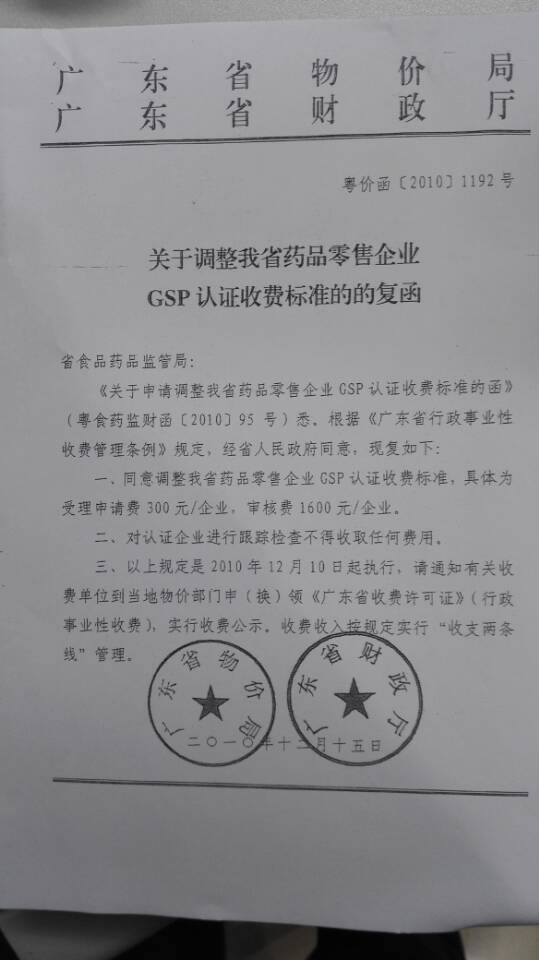 广东省物价局
广东省财政厅
粤价函〔2010〕1192号
关于调整我省药品零售企业
GSP认证收费标准的的复函
省食品药品监管局：
《关于申请调整我省药品零售企业GSP认证收费标准的函》
（粤食药监财函〔2010〕95号）悉。根据《广东省行政事业性
收费管理条例》规定，经省人民政府同意，现复如下：
一、同意调整我省药品零售企业GSP认证收费标准，具体为
受理申请费300元/企业，审核费1600元/企业。
二、对认证企业进行跟踪检查不得收取任何费用。
三、以上规定是2010年12月10日起执行，请通知有关收
费单位到当地物价部门申（换）领《广东省收费许可证》（行政
事业性收费），实行收费公示。收费收入按规定实行“收支两条
线”管理。
广东省物价局
广东省财政厅
二〇一〇年十二月十五日